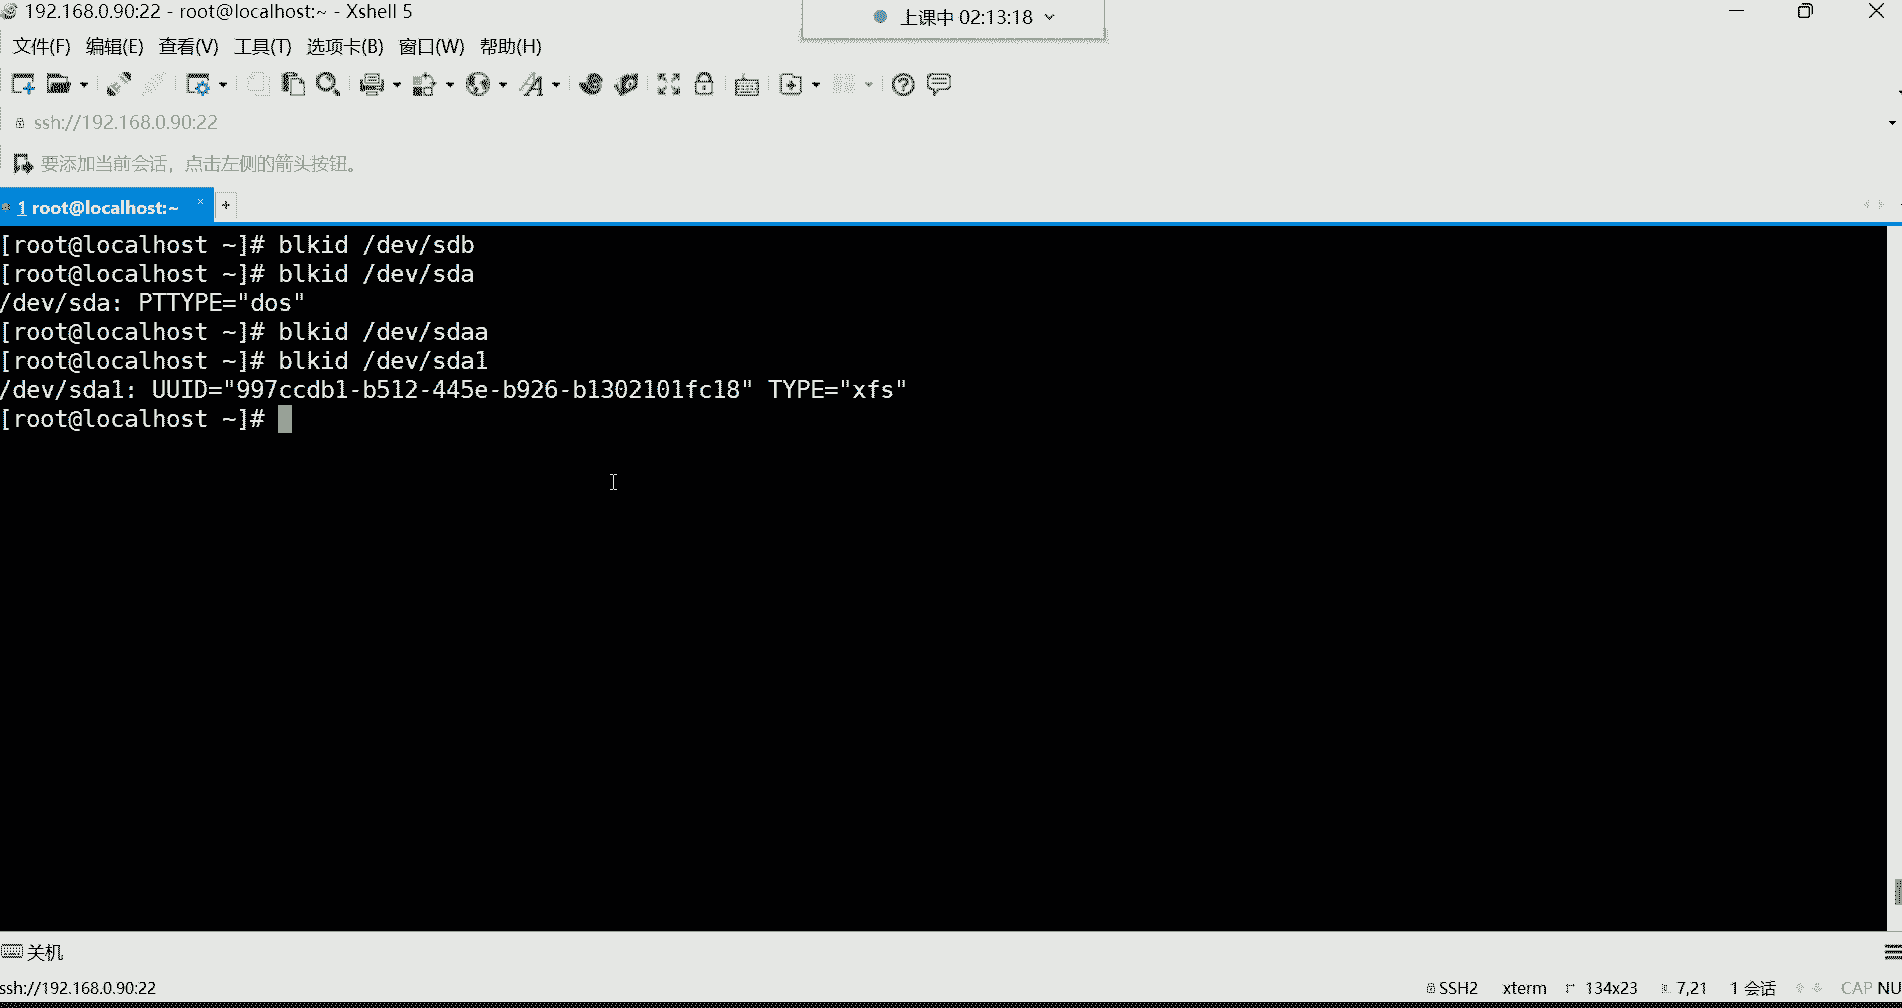 192.168.0.90:22 - root@localhost:~ - Xshell 5
上课中 02:13:18
文件(F) 编辑(E) 查看(V) 工具(T) 选项卡(B) 窗口(W) 帮助(H)
ssh://192.168.0.90:22
要添加当前会话，点击左侧的箭头按钮。
1 root@localhost:~ × +
[root@localhost ~]# blkid /dev/sdb
[root@localhost ~]# blkid /dev/sda
/dev/sda: PTTYPE="dos"
[root@localhost ~]# blkid /dev/sdaa
[root@localhost ~]# blkid /dev/sda1
/dev/sda1: UUID="997ccdb1-b512-445e-b926-b1302101fc18" TYPE="xfs"
[root@localhost ~]#
关机
ssh://192.168.0.90:22 SSH2 xterm 134x23 7,21 1 会话 CAP NU